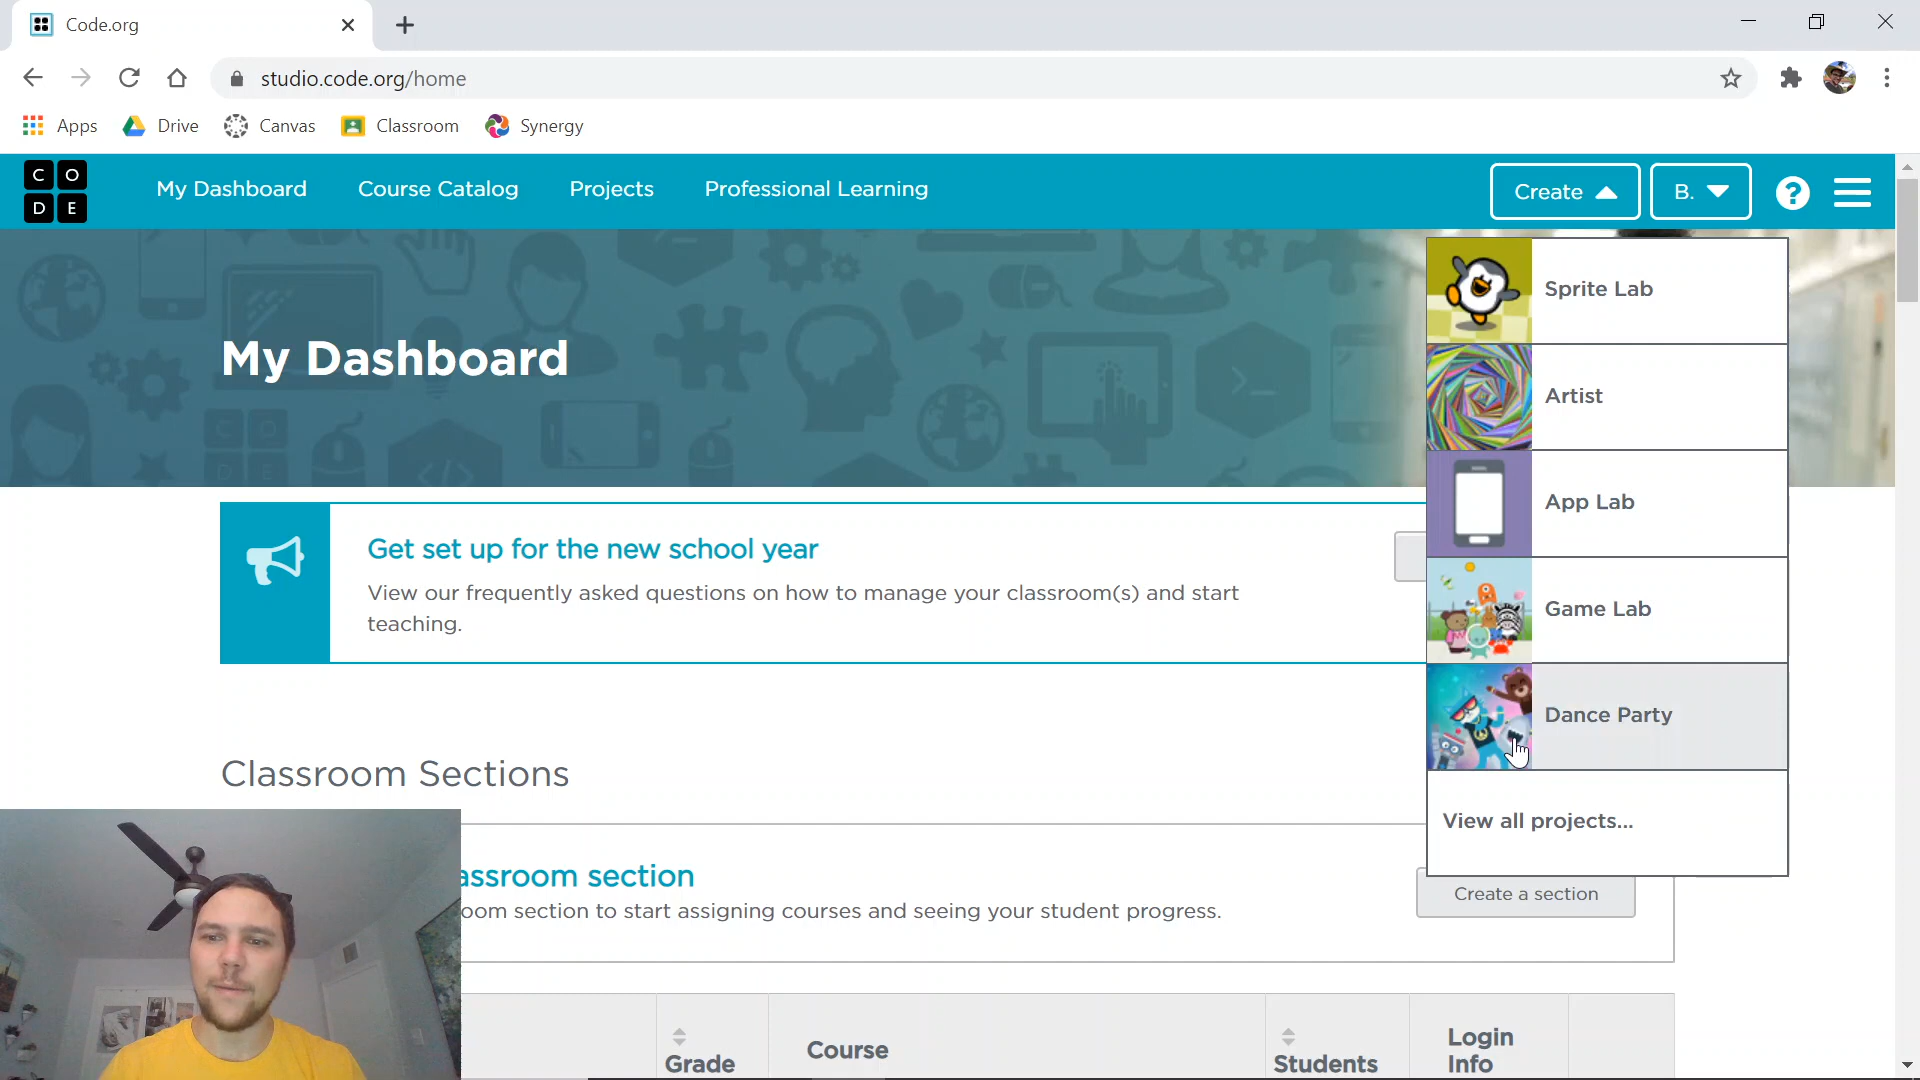 Code.org
studio.code.org/home
Apps Drive Canvas Classroom Synergy
C O
D E
My Dashboard Course Catalog Projects Professional Learning
Create B. ?
Sprite Lab
Artist
App Lab
Game Lab
Dance Party
View all projects...
My Dashboard
Get set up for the new school year
View our frequently asked questions on how to manage your classroom(s) and start
teaching.
Classroom Sections
assroom section
oom section to start assigning courses and seeing your student progress.
Create a section
Grade
Course
Students
Login
Info